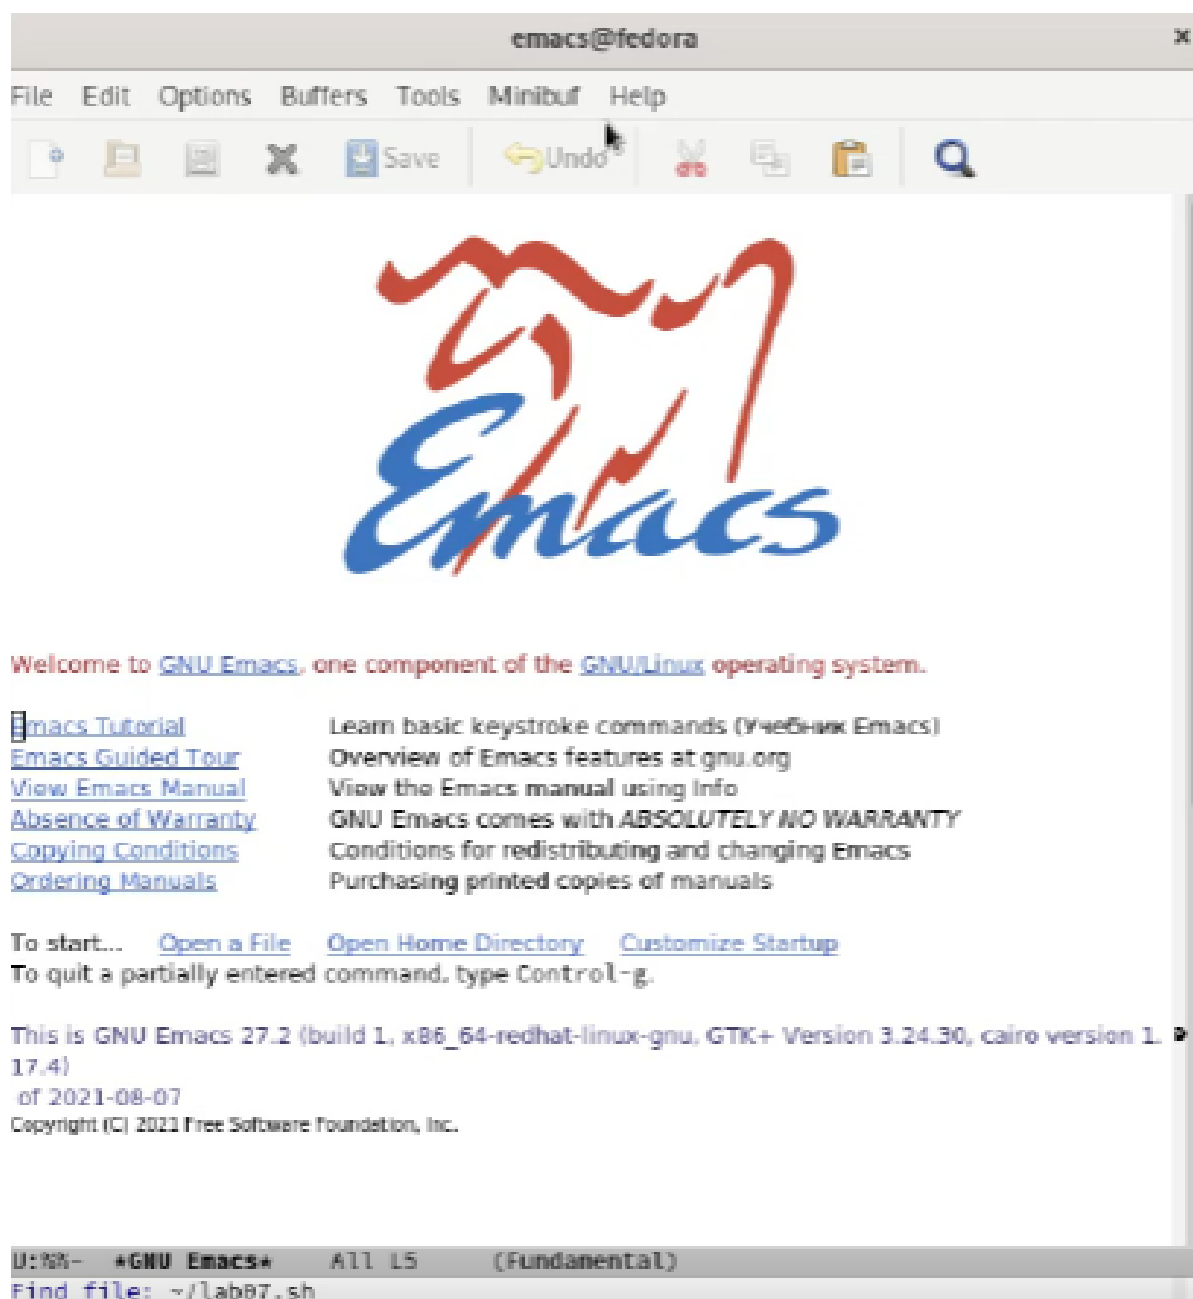 emacs@fedora
File Edit Options Buffers Tools Minibuf Help
Save Undo
Emacs
Welcome to GNU Emacs, one component of the GNU/Linux operating system.
Emacs Tutorial Learn basic keystroke commands (Учебник Emacs)
Emacs Guided Tour Overview of Emacs features at gnu.org
View Emacs Manual View the Emacs manual using Info
Absence of Warranty GNU Emacs comes with ABSOLUTELY NO WARRANTY
Copying Conditions Conditions for redistributing and changing Emacs
Ordering Manuals Purchasing printed copies of manuals
To start... Open a File Open Home Directory Customize Startup
To quit a partially entered command, type Control-g.
This is GNU Emacs 27.2 (build 1, x86_64-redhat-linux-gnu, GTK+ Version 3.24.30, cairo version 1.
17.4)
of 2021-08-07
Copyright (C) 2021 Free Software Foundation, Inc.
U:%%- *GNU Emacs* All L5 (Fundamental)
Find file: ~/lab07.sh